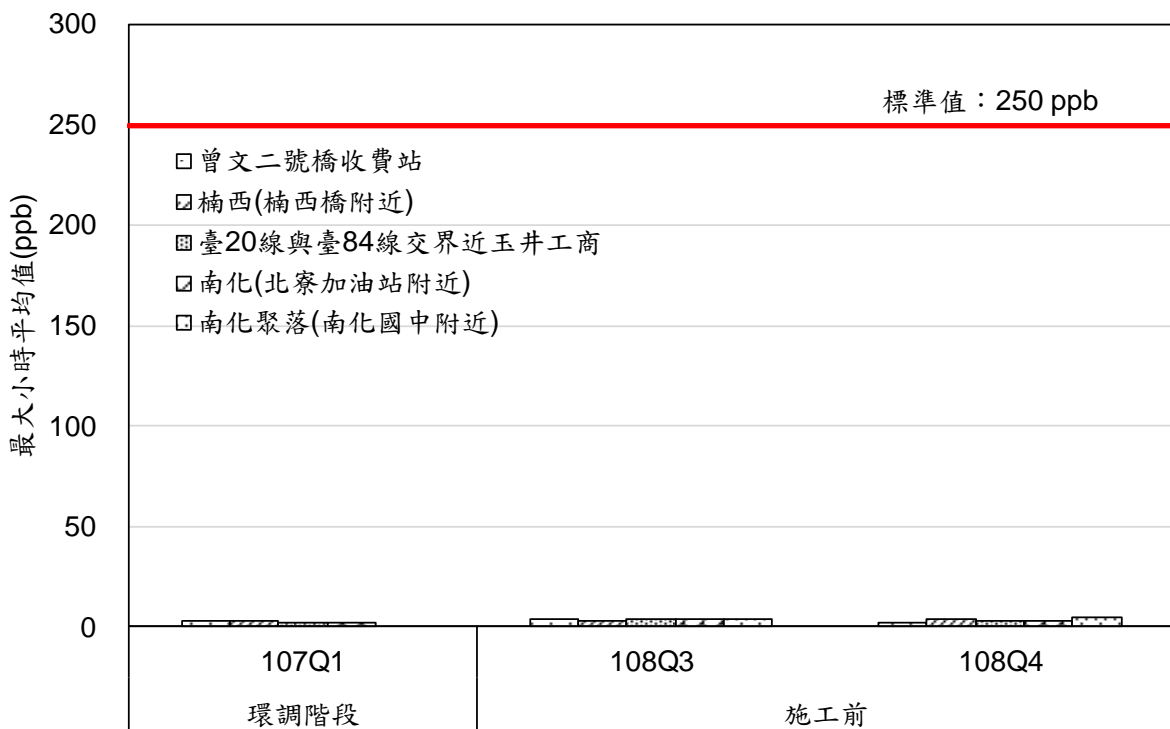 300
標準值：250 ppb
250
曾文二號橋收費站
楠西(楠西橋附近)
200
臺20線與臺84線交界近玉井工商
南化(北寮加油站附近)
150
南化聚落(南化國中附近)
最大小時平均值(ppb)
100
50
0
107Q1 108Q3 108Q4
環調階段 施工前